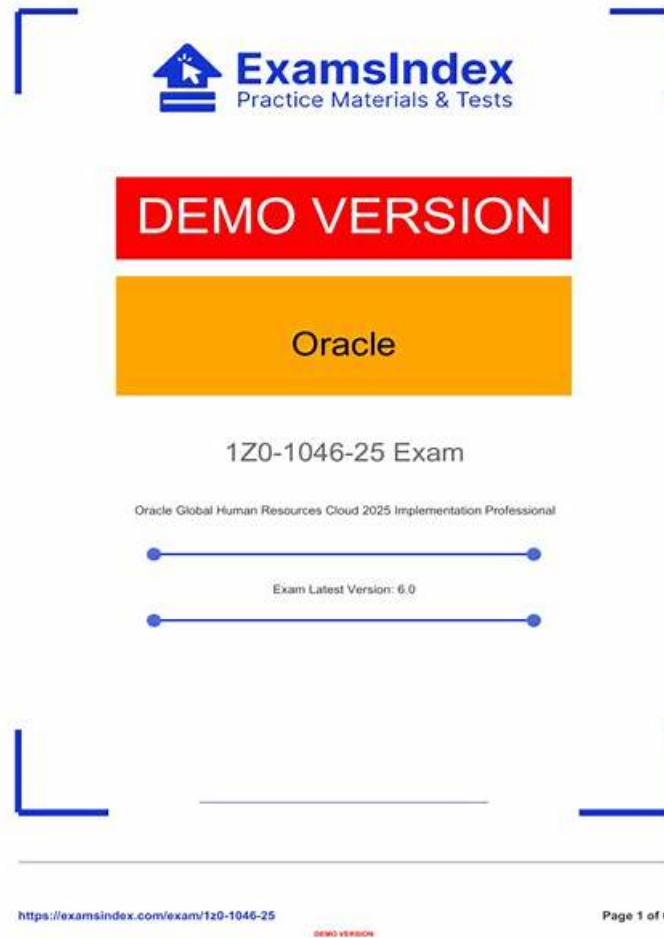 ExamsIndex
Practice Materials & Tests
DEMO VERSION
Oracle
1Z0-1046-25 Exam
Oracle Global Human Resources Cloud 2025 Implementation Professional
Exam Latest Version: 6.0
https://examsindex.com/exam/1z0-1046-25
Page 1 of
DEMO VERSION